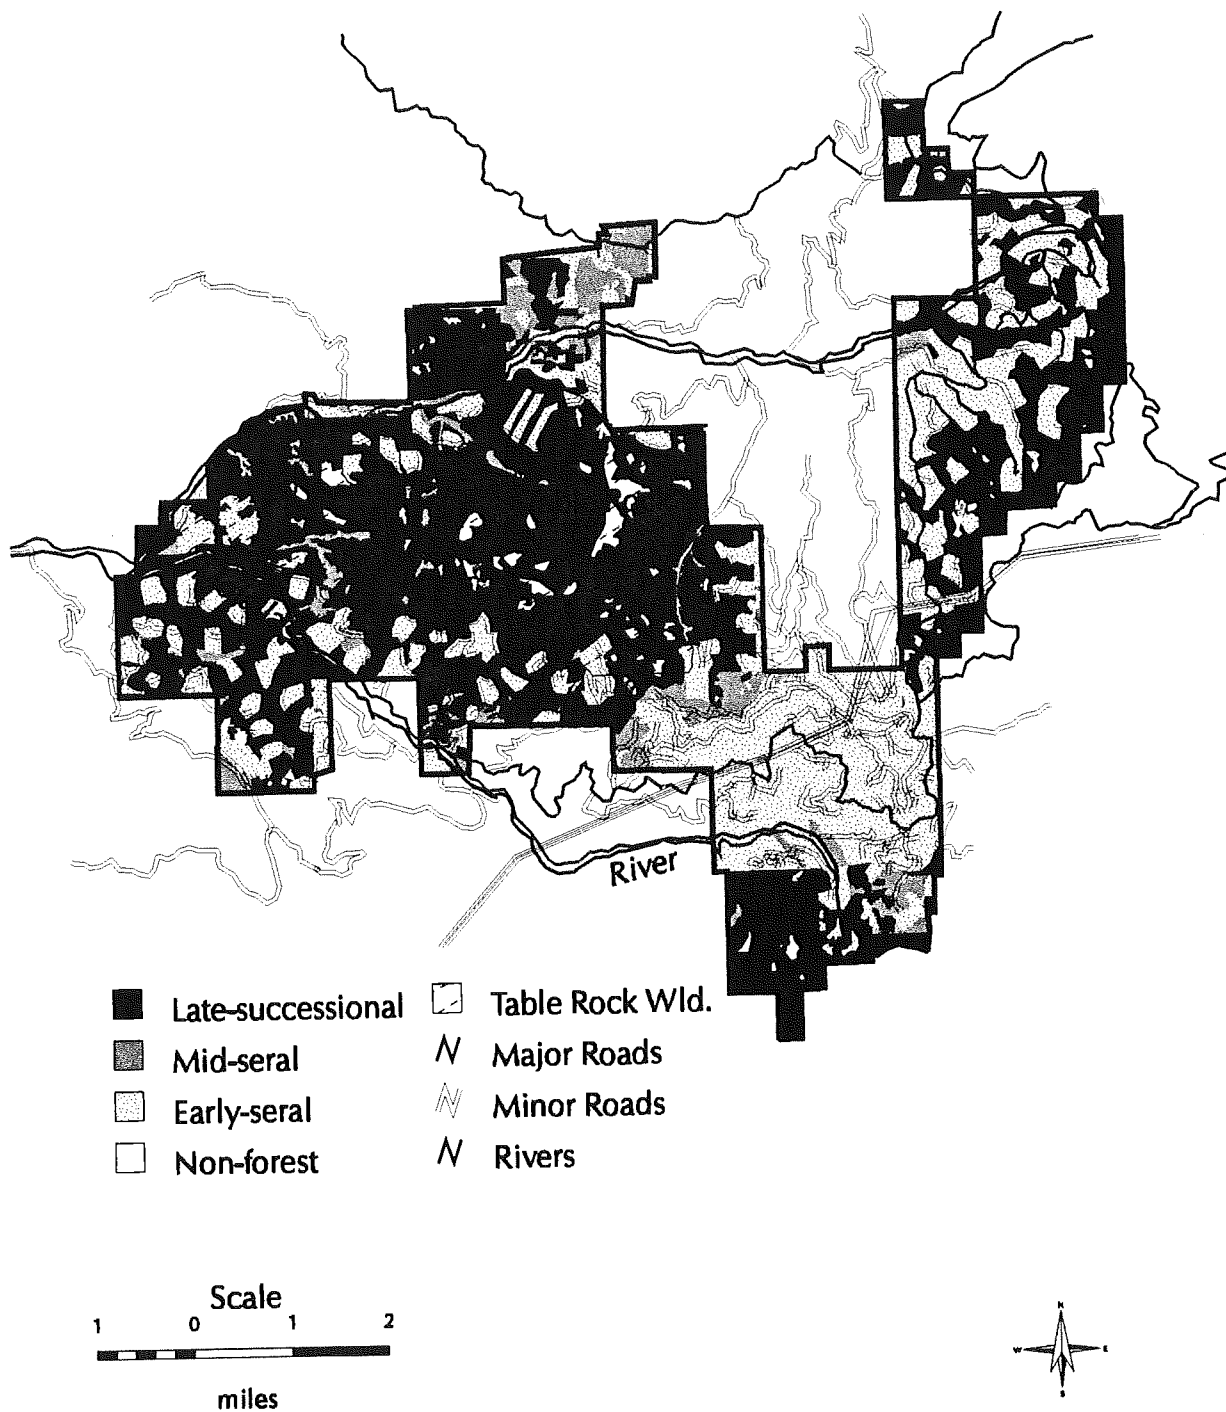 River
Late-successional
Mid-seral
Early-seral
Non-forest
Table Rock Wld.
Major Roads
Minor Roads
Rivers
Scale
1 0 1 2
miles
N
W E
S